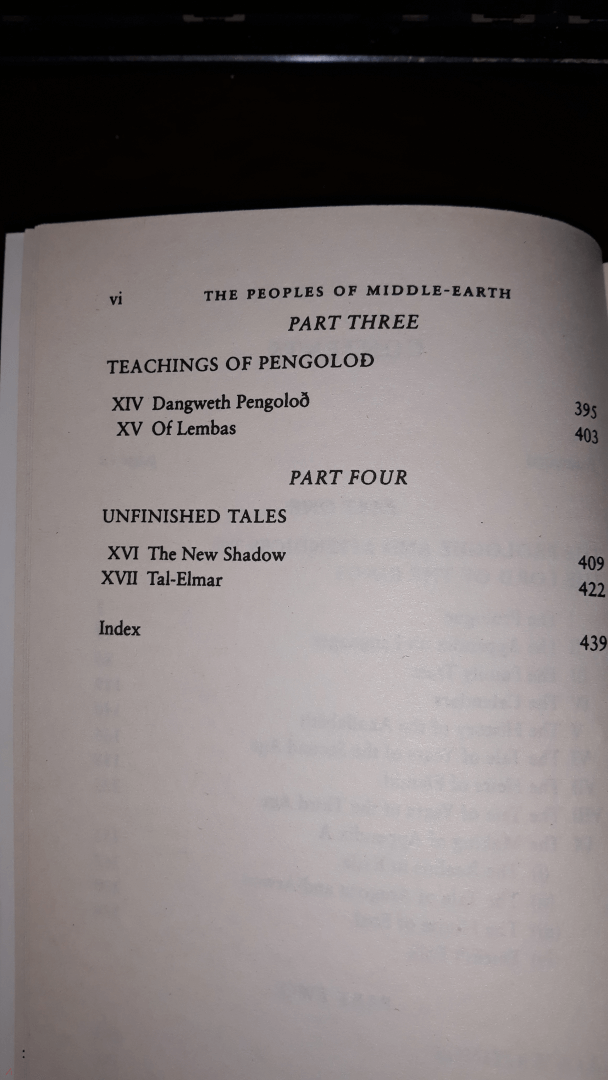 vi THE PEOPLES OF MIDDLE-EARTH
PART THREE
TEACHINGS OF PENGOLOÐ
XIV Dangweth Pengoloð 395
XV Of Lembas 403
PART FOUR
UNFINISHED TALES
XVI The New Shadow 409
XVII Tal-Elmar 422
Index 439